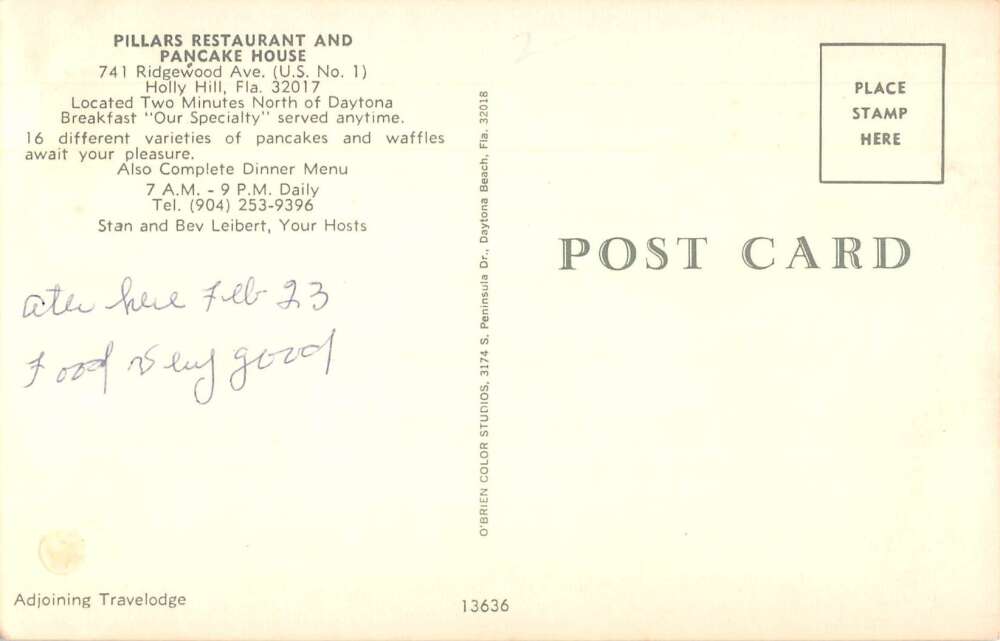 PILLARS RESTAURANT AND
PANCAKE HOUSE
741 Ridgewood Ave. (U.S. No. 1)
Holly Hill, Fla. 32017
Located Two Minutes North of Daytona
Breakfast "Our Specialty" served anytime.
16 different varieties of pancakes and waffles
await your pleasure.
Also Complete Dinner Menu
7 A.M. - 9 P.M. Daily
Tel. (904) 253-9396
Stan and Bev Leibert, Your Hosts
here Feb 23
Food very good
Adjoining Travelodge
O'BRIEN COLOR STUDIOS, 3174 S. Peninsula Dr., Daytona Beach, Fla. 32018
13636
PLACE
STAMP
HERE
POST CARD